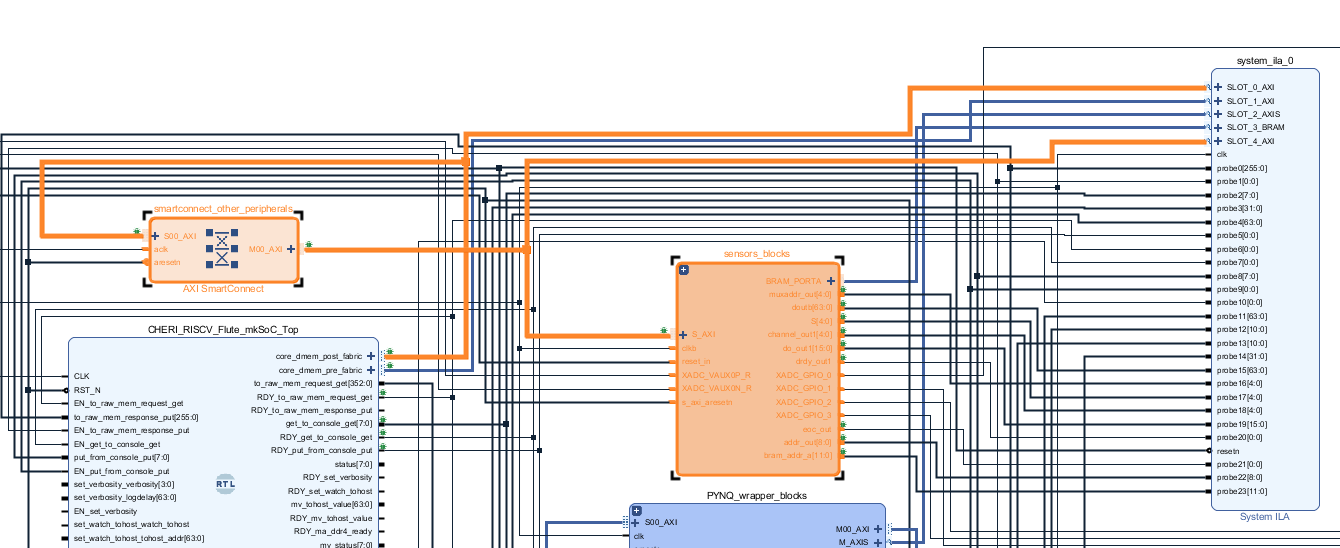 system_ila_0
SLOT_0_AXI
SLOT_1_AXI
SLOT_2_AXIS
SLOT_3_BRAM
SLOT_4_AXI
clk
probe0[255:0]
probe1[0:0]
probe2[7:0]
probe3[31:0]
probe4[63:0]
probe5[0:0]
probe6[0:0]
probe7[0:0]
probe8[7:0]
probe9[0:0]
probe10[0:0]
probe11[63:0]
probe12[10:0]
probe13[10:0]
probe14[31:0]
probe15[63:0]
probe16[4:0]
probe17[4:0]
probe18[4:0]
probe19[15:0]
probe20[0:0]
resetn
probe21[0:0]
probe22[8:0]
probe23[11:0]
System ILA
smartconnect_other_peripherals
S00_AXI
aclk
aresetn
M00_AXI
AXI SmartConnect
sensors_blocks
BRAM_PORTA
muxaddr_out[4:0]
doutb[63:0]
S[4:0]
S_AXI
channel_out1[4:0]
clkb
do_out1[15:0]
reset_in
drdy_out1
XADC_VAUX0P_R
XADC_GPIO_0
XADC_VAUX0N_R
XADC_GPIO_1
s_axi_aresetn
XADC_GPIO_2
XADC_GPIO_3
eoc_out
addr_out[8:0]
bram_addr_a[11:0]
CHERI_RISCV_Flute_mkSoC_Top
core_dmem_post_fabric
core_dmem_pre_fabric
CLK
to_raw_mem_request_get[352:0]
RST_N
RDY_to_raw_mem_request_get
EN_to_raw_mem_request_get
RDY_to_raw_mem_response_put
to_raw_mem_response_put[255:0]
get_to_console_get[7:0]
EN_to_raw_mem_response_put
RDY_get_to_console_get
EN_get_to_console_get
RDY_put_from_console_put
put_from_console_put[7:0]
status[7:0]
EN_put_from_console_put
RDY_set_verbosity
set_verbosity_verbosity[3:0]
RTL
RDY_set_watch_tohost
set_verbosity_logdelay[63:0]
mv_tohost_value[63:0]
EN_set_verbosity
RDY_mv_tohost_value
set_watch_tohost_watch_tohost
RDY_ma_ddr4_ready
set_watch_tohost_tohost_addr[63:0]
mv_status[7:0]
PYNQ_wrapper_blocks
S00_AXI
M00_AXI
clk
M_AXIS